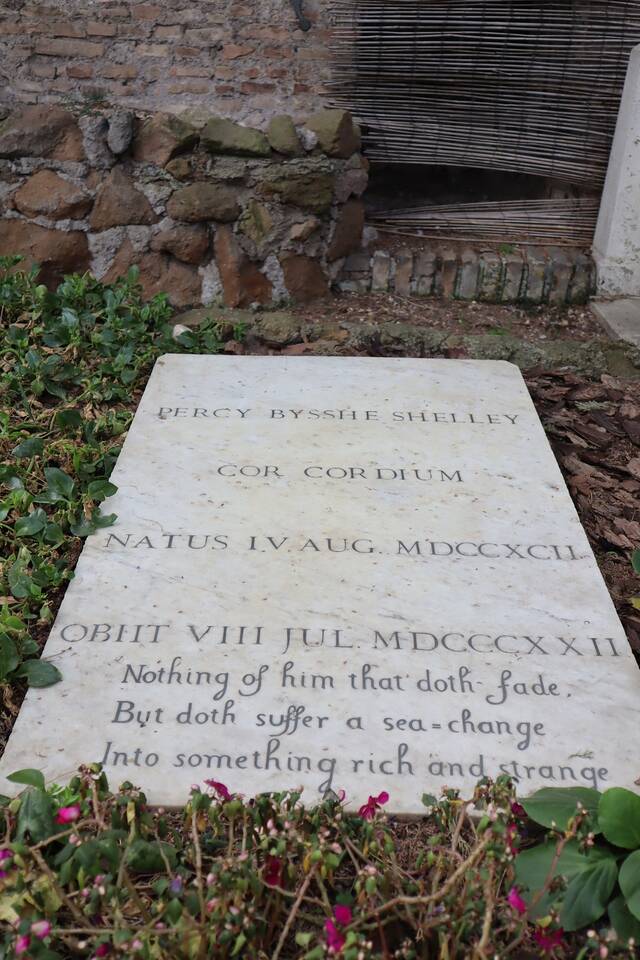 PERCY BYSSHE SHELLEY
COR CORDIUM
NATUS IV. AUG. MDCCXCII
OBIIT VIII JUL. MDCCCXXII
Nothing of him that doth fade,
But doth suffer a sea=change
Into something rich and strange